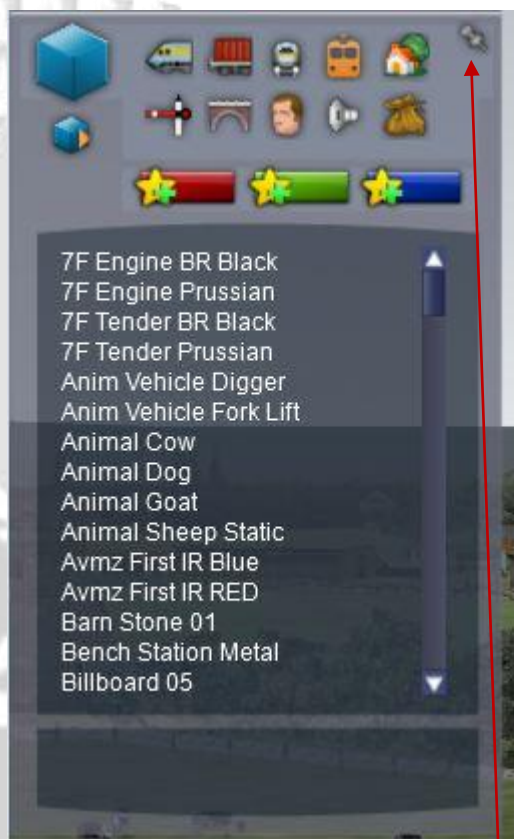 7F Engine BR Black
7F Engine Prussian
7F Tender BR Black
7F Tender Prussian
Anim Vehicle Digger
Anim Vehicle Fork Lift
Animal Cow
Animal Dog
Animal Goat
Animal Sheep Static
Avmz First IR Blue
Avmz First IR RED
Barn Stone 01
Bench Station Metal
Billboard 05